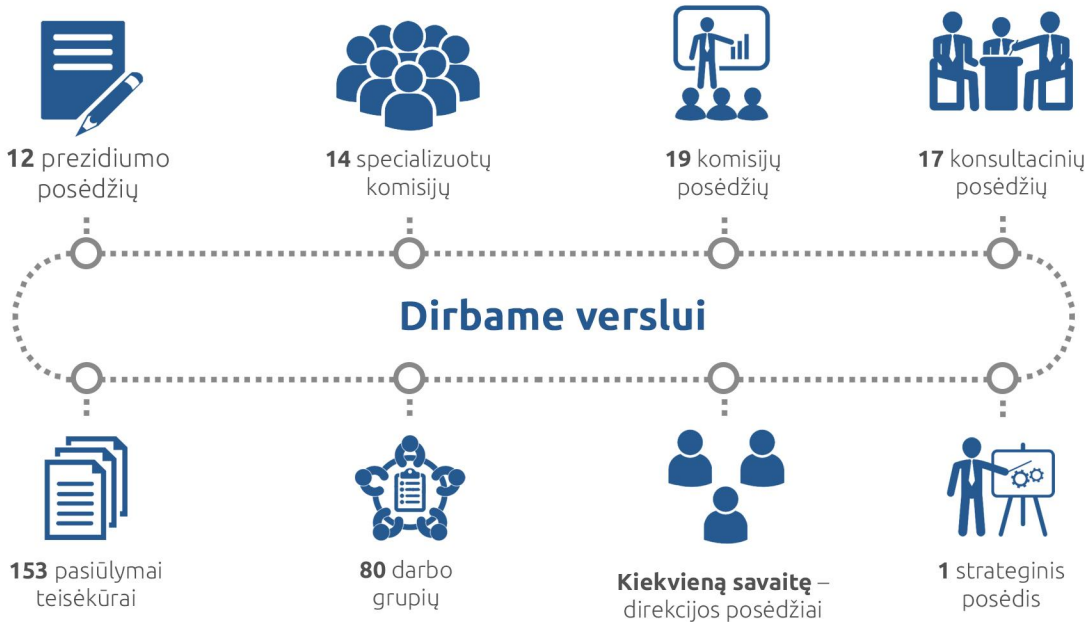 12 prezidiumo
posėdžių
14 specializuotų
komisijų
19 komisijų
posėdžių
17 konsultacinių
posėdžių
Dirbame verslui
153 pasiūlymai
teisėkūrai
80 darbo
grupių
Kiekvieną savaitę –
direkcijos posėdžiai
1 strateginis
posėdis